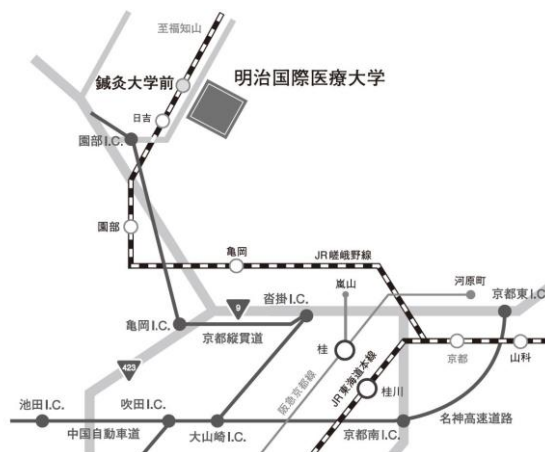 至福知山
鍼灸大学前
明治国際医療大学
日吉
園部I.C.
園部
亀岡
JR嵯峨野線
嵐山
河原町
沓掛I.C.
京都東I.C.
9
亀岡I.C.
京都縦貫道
桂
京都
山科
423
阪急京都線
JR東海道本線
桂川
池田I.C.
吹田I.C.
名神高速道路
中国自動車道
大山崎I.C.
京都南I.C.